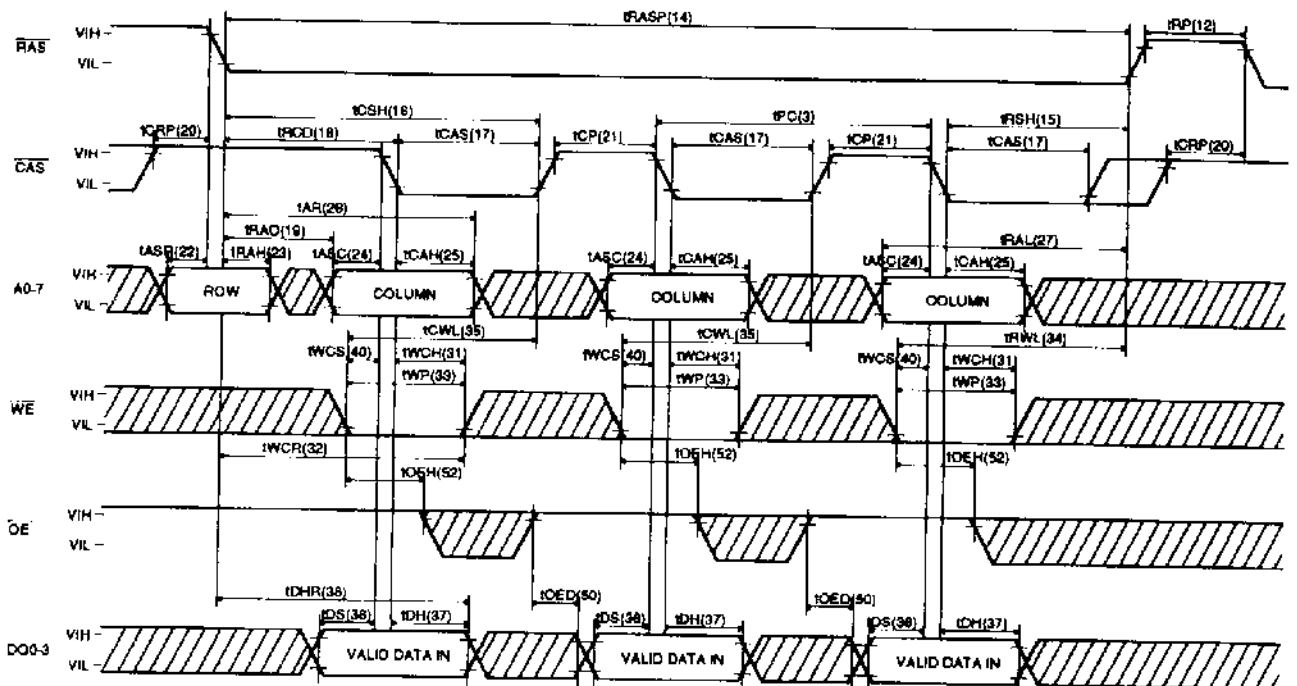 tRASP(14)
tRP(12)
RAS
VIH
VIL
tCSH(16)
tPC(3)
tCRP(20)
tRCD(18)
tCAS(17)
tCP(21)
tCAS(17)
tCP(21)
tRSH(15)
tCAS(17)
tCRP(20)
CAS
VIH
VIL
tAR(26)
tRAD(19)
tRAL(27)
tASR(22)
tRAH(23)
tASC(24)
tCAH(25)
tASC(24)
tCAH(25)
tASC(24)
tCAH(25)
A0-7
VIH
VIL
ROW
COLUMN
COLUMN
COLUMN
tCWL(35)
tCWL(35)
tRWL(34)
tWCS(40)
tWCH(31)
tWCS(40)
tWCH(31)
tWCS(40)
tWCH(31)
tWP(33)
tWP(33)
tWP(33)
WE
VIH
VIL
tWCR(32)
tOEH(52)
tOEH(52)
tOEH(52)
OE
VIH
VIL
tDHR(38)
tOED(50)
tOED(50)
tDS(36)
tDH(37)
tDS(36)
tDH(37)
tDS(36)
tDH(37)
DQ0-3
VIH
VIL
VALID DATA IN
VALID DATA IN
VALID DATA IN